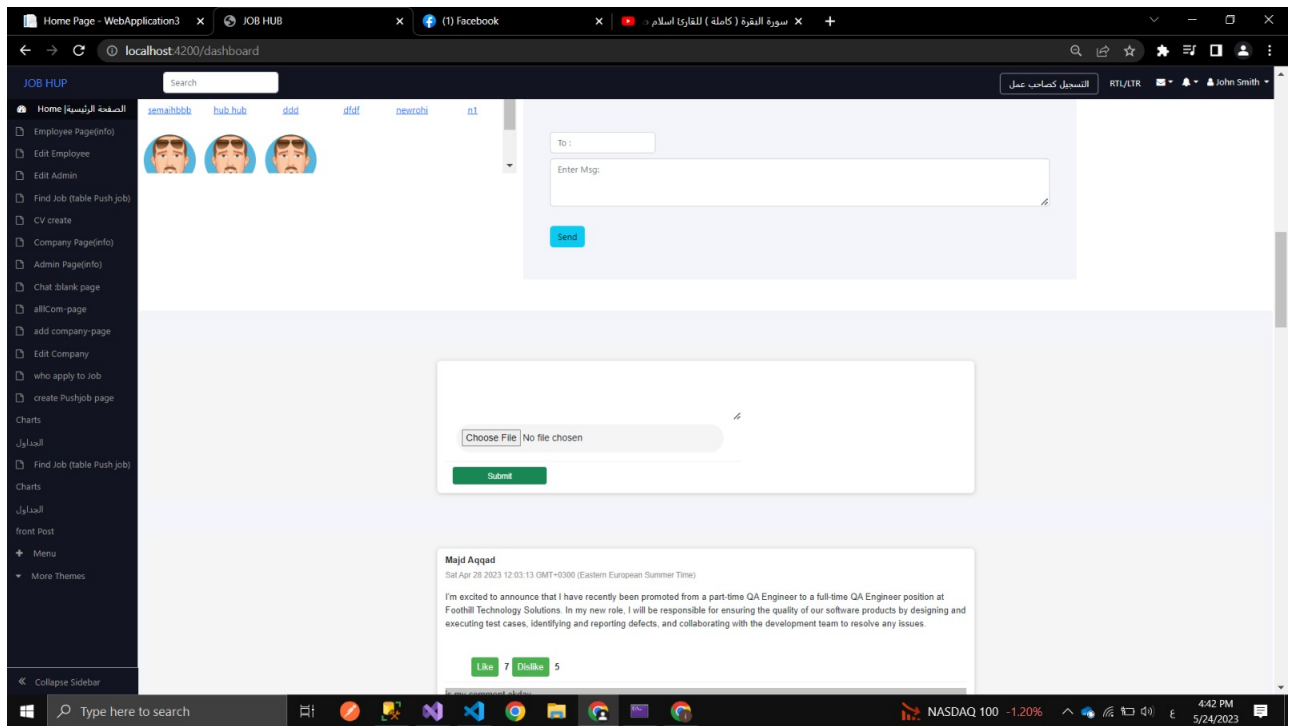 Home Page - WebApplication3
JOB HUB
(1) Facebook
سورة البقرة ( كاملة ) للقارئ اسلام
localhost:4200/dashboard
JOB HUP
Search
التسجيل كصاحب عمل
RTL/LTR
John Smith
Home |الصفحة الرئيسية
Employee Page(info)
Edit Employee
Edit Admin
Find Job (table Push job)
CV create
Company Page(info)
Admin Page(info)
Chat :blank page
alllCom-page
add company-page
Edit Company
who apply to Job
create Pushjob page
Charts
الجداول
Find Job (table Push job)
Charts
الجداول
front Post
Menu
More Themes
Collapse Sidebar
semaihbbb hub hub ddd dfdf newrohi n1
To :
Enter Msg:
Send
Choose File No file chosen
Submit
Majd Aqqad
Sat Apr 28 2023 12:03:13 GMT+0300 (Eastern European Summer Time)
I'm excited to announce that I have recently been promoted from a part-time QA Engineer to a full-time QA Engineer position at
Foothill Technology Solutions. In my new role, I will be responsible for ensuring the quality of our software products by designing and
executing test cases, identifying and reporting defects, and collaborating with the development team to resolve any issues.
Like 7 Dislike 5
is my comment okday
Type here to search
NASDAQ 100 -1.20%
ع
4:42 PM
5/24/2023